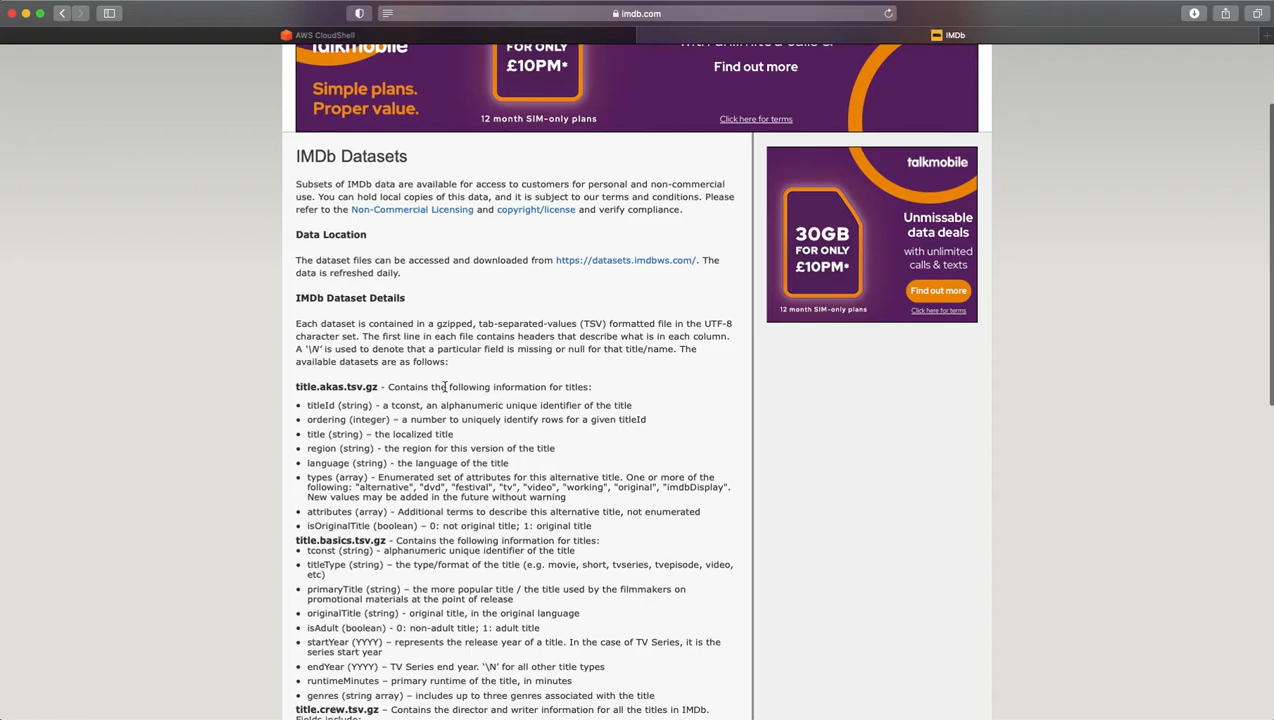 imdb.com
AWS CloudShell
IMDb
talkmobile
FOR ONLY
£10PM*
Simple plans.
Proper value.
12 month SIM-only plans
Find out more
Click here for terms
IMDb Datasets
Subsets of IMDb data are available for access to customers for personal and non-commercial
use. You can hold local copies of this data, and it is subject to our terms and conditions. Please
refer to the Non-Commercial Licensing and copyright/license and verify compliance.
Data Location
The dataset files can be accessed and downloaded from https://datasets.imdbws.com/. The
data is refreshed daily.
IMDb Dataset Details
Each dataset is contained in a gzipped, tab-separated-values (TSV) formatted file in the UTF-8
character set. The first line in each file contains headers that describe what is in each column.
A '\N' is used to denote that a particular field is missing or null for that title/name. The
available datasets are as follows:
title.akas.tsv.gz - Contains the following information for titles:
• titleId (string) - a tconst, an alphanumeric unique identifier of the title
• ordering (integer) – a number to uniquely identify rows for a given titleId
• title (string) – the localized title
• region (string) - the region for this version of the title
• language (string) - the language of the title
• types (array) - Enumerated set of attributes for this alternative title. One or more of the
following: "alternative", "dvd", "festival", "tv", "video", "working", "original", "imdbDisplay".
New values may be added in the future without warning
• attributes (array) - Additional terms to describe this alternative title, not enumerated
• isOriginalTitle (boolean) – 0: not original title; 1: original title
title.basics.tsv.gz - Contains the following information for titles:
• tconst (string) - alphanumeric unique identifier of the title
• titleType (string) – the type/format of the title (e.g. movie, short, tvseries, tvepisode, video,
etc)
• primaryTitle (string) – the more popular title / the title used by the filmmakers on
promotional materials at the point of release
• originalTitle (string) - original title, in the original language
• isAdult (boolean) - 0: non-adult title; 1: adult title
• startYear (YYYY) – represents the release year of a title. In the case of TV Series, it is the
series start year
• endYear (YYYY) – TV Series end year. '\N' for all other title types
• runtimeMinutes – primary runtime of the title, in minutes
• genres (string array) – includes up to three genres associated with the title
title.crew.tsv.gz – Contains the director and writer information for all the titles in IMDb.
Fields include:
talkmobile
30GB
FOR ONLY
£10PM*
12 month SIM-only plans
Unmissable
data deals
with unlimited
calls & texts
Find out more
Click here for terms